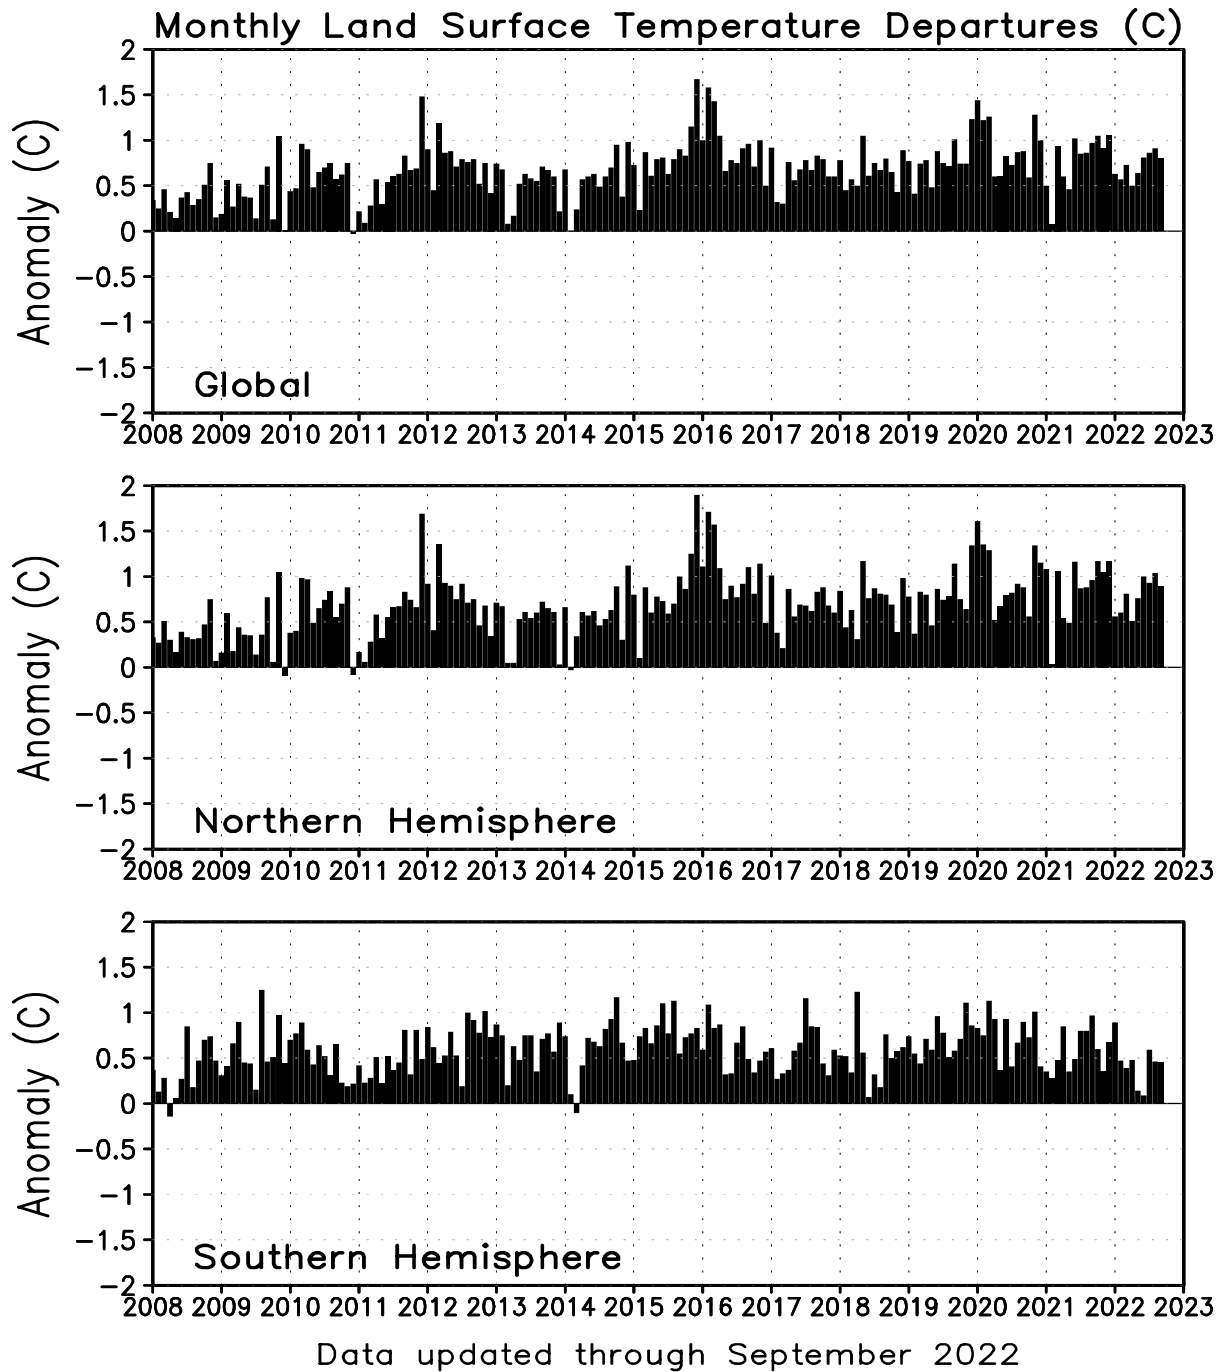 Monthly Land Surface Temperature Departures (C)
Anomaly (C)
2
1.5
1
0.5
0
−0.5
−1
−1.5
−2
Global
2008 2009 2010 2011 2012 2013 2014 2015 2016 2017 2018 2019 2020 2021 2022 2023
Anomaly (C)
2
1.5
1
0.5
0
−0.5
−1
−1.5
−2
Northern Hemisphere
2008 2009 2010 2011 2012 2013 2014 2015 2016 2017 2018 2019 2020 2021 2022 2023
Anomaly (C)
2
1.5
1
0.5
0
−0.5
−1
−1.5
−2
Southern Hemisphere
2008 2009 2010 2011 2012 2013 2014 2015 2016 2017 2018 2019 2020 2021 2022 2023
Data updated through September 2022